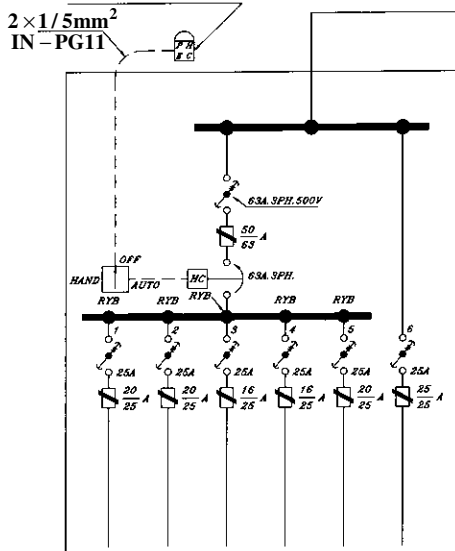 2×1/5mm²
IN–PG11
P H
E C
63A.3PH.500V
50
63 A
OFF
HAND
AUTO
HC
63A.3PH.
RYB RYB RYB RYB RYB
1 2 3 4 5 6
25A 25A 25A 25A 25A 25A
20 20 16 16 20 25
25 A 25 A 25 A 25 A 25 A 25 A